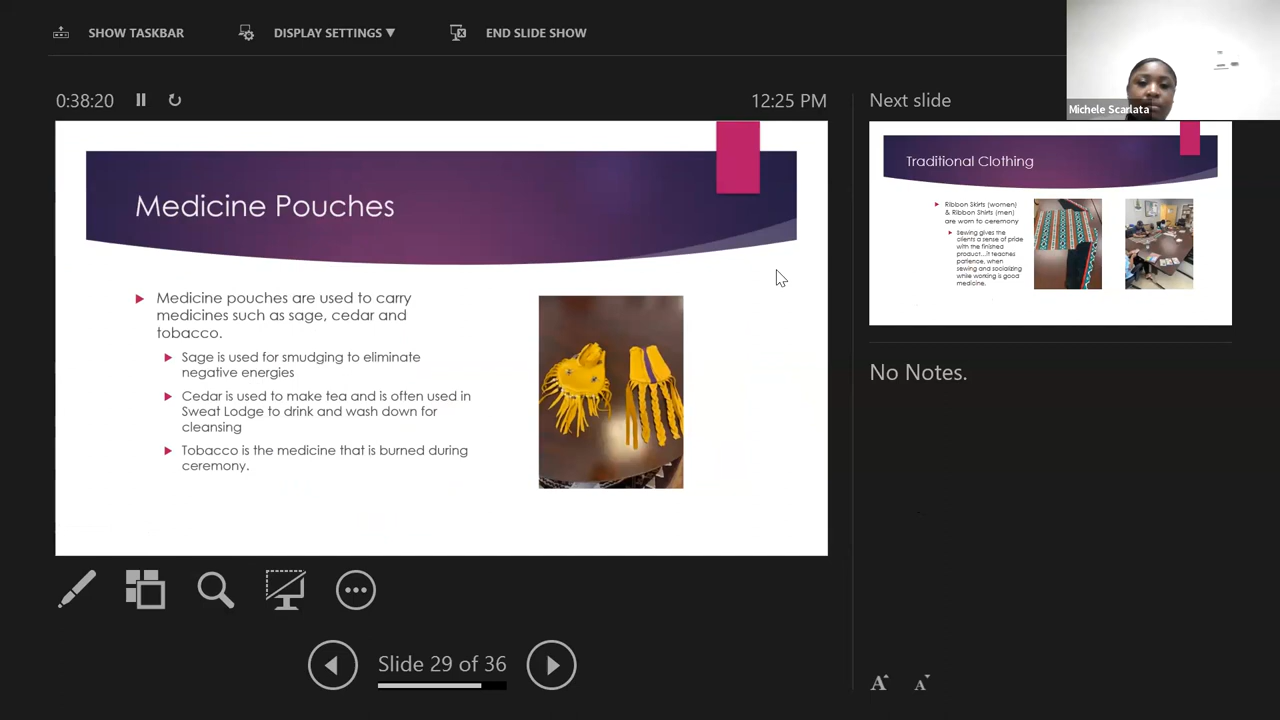 SHOW TASKBAR
DISPLAY SETTINGS ▼
END SLIDE SHOW
Michele Scarlata
0:38:20
12:25 PM
Next slide
Medicine Pouches
Medicine pouches are used to carry
medicines such as sage, cedar and
tobacco.
Sage is used for smudging to eliminate
negative energies
Cedar is used to make tea and is often used in
Sweat Lodge to drink and wash down for
cleansing
Tobacco is the medicine that is burned during
ceremony.
Traditional Clothing
Ribbon Skirts (women)
& Ribbon Shirts (men)
are worn to ceremony
Sewing gives the
clients a sense of pride
with me finished
product...it teaches
patience, when
sewing and socializing
while working is good
medicine.
No Notes.
Slide 29 of 36
A A